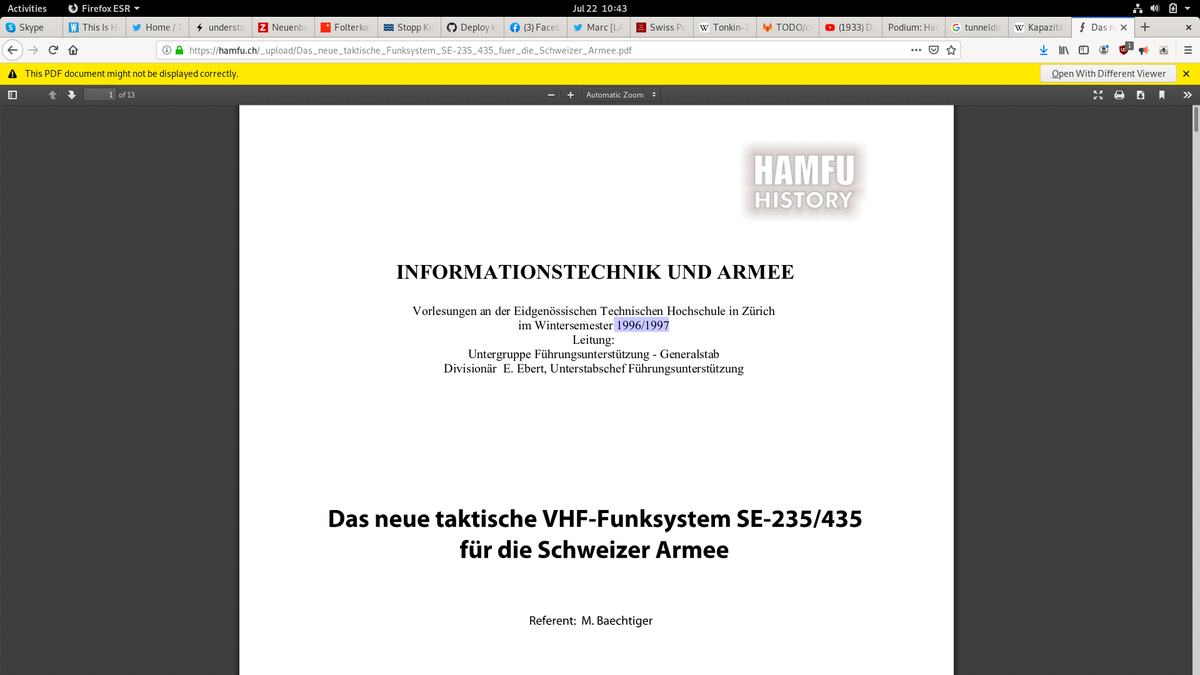 Activities Firefox ESR Jul 22 10:43
Skype This Is H Home / T understa Neuenb Folterka Stopp Ki Deploy k (3) Faceb Marc [LA Swiss Po Tonkin-Z TODO/c (1933) D Podium: Ha tunneldi Kapazitä Das n
https://hamfu.ch/_upload/Das_neue_taktische_Funksystem_SE-235_435_fuer_die_Schweizer_Armee.pdf
This PDF document might not be displayed correctly. Open With Different Viewer
1 of 13 Automatic Zoom
HAMFU
HISTORY
INFORMATIONSTECHNIK UND ARMEE
Vorlesungen an der Eidgenössischen Technischen Hochschule in Zürich
im Wintersemester 1996/1997
Leitung:
Untergruppe Führungsunterstützung - Generalstab
Divisionär E. Ebert, Unterstabschef Führungsunterstützung
Das neue taktische VHF-Funksystem SE-235/435
für die Schweizer Armee
Referent: M. Baechtiger